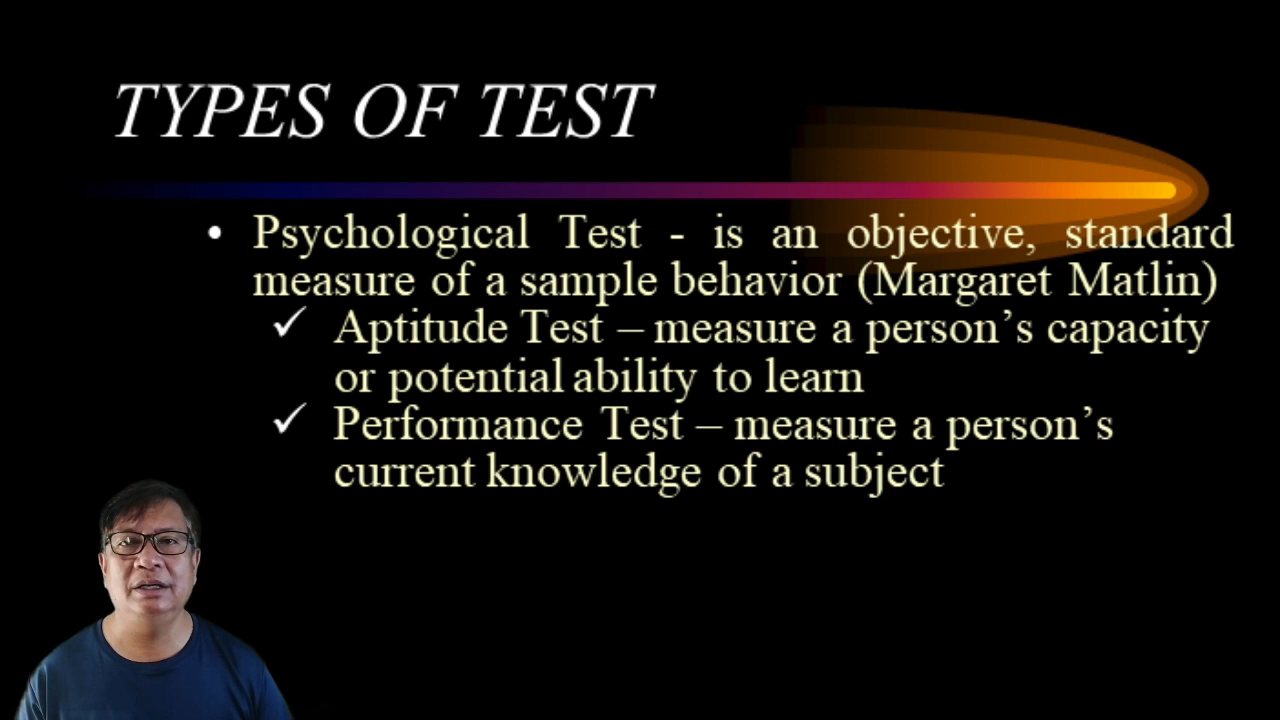 TYPES OF TEST
• Psychological Test - is an objective, standard
measure of a sample behavior (Margaret Matlin)
✓ Aptitude Test – measure a person’s capacity
or potential ability to learn
✓ Performance Test – measure a person’s
current knowledge of a subject